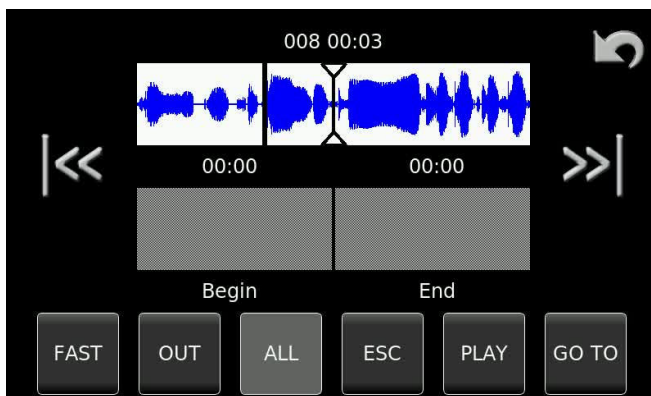 008 00:03
00:00 00:00
Begin End
FAST OUT ALL ESC PLAY GO TO